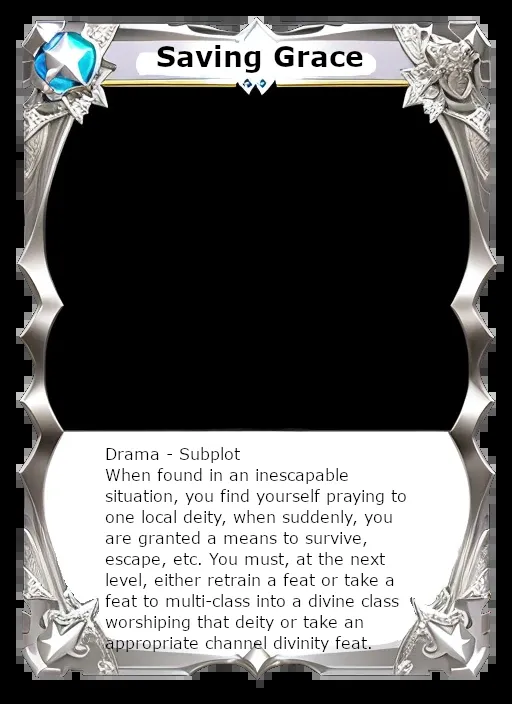 Saving Grace
Drama - Subplot
When found in an inescapable
situation, you find yourself praying to
one local deity, when suddenly, you
are granted a means to survive,
escape, etc. You must, at the next
level, either retrain a feat or take a
feat to multi-class into a divine class
worshiping that deity or take an
appropriate channel divinity feat.